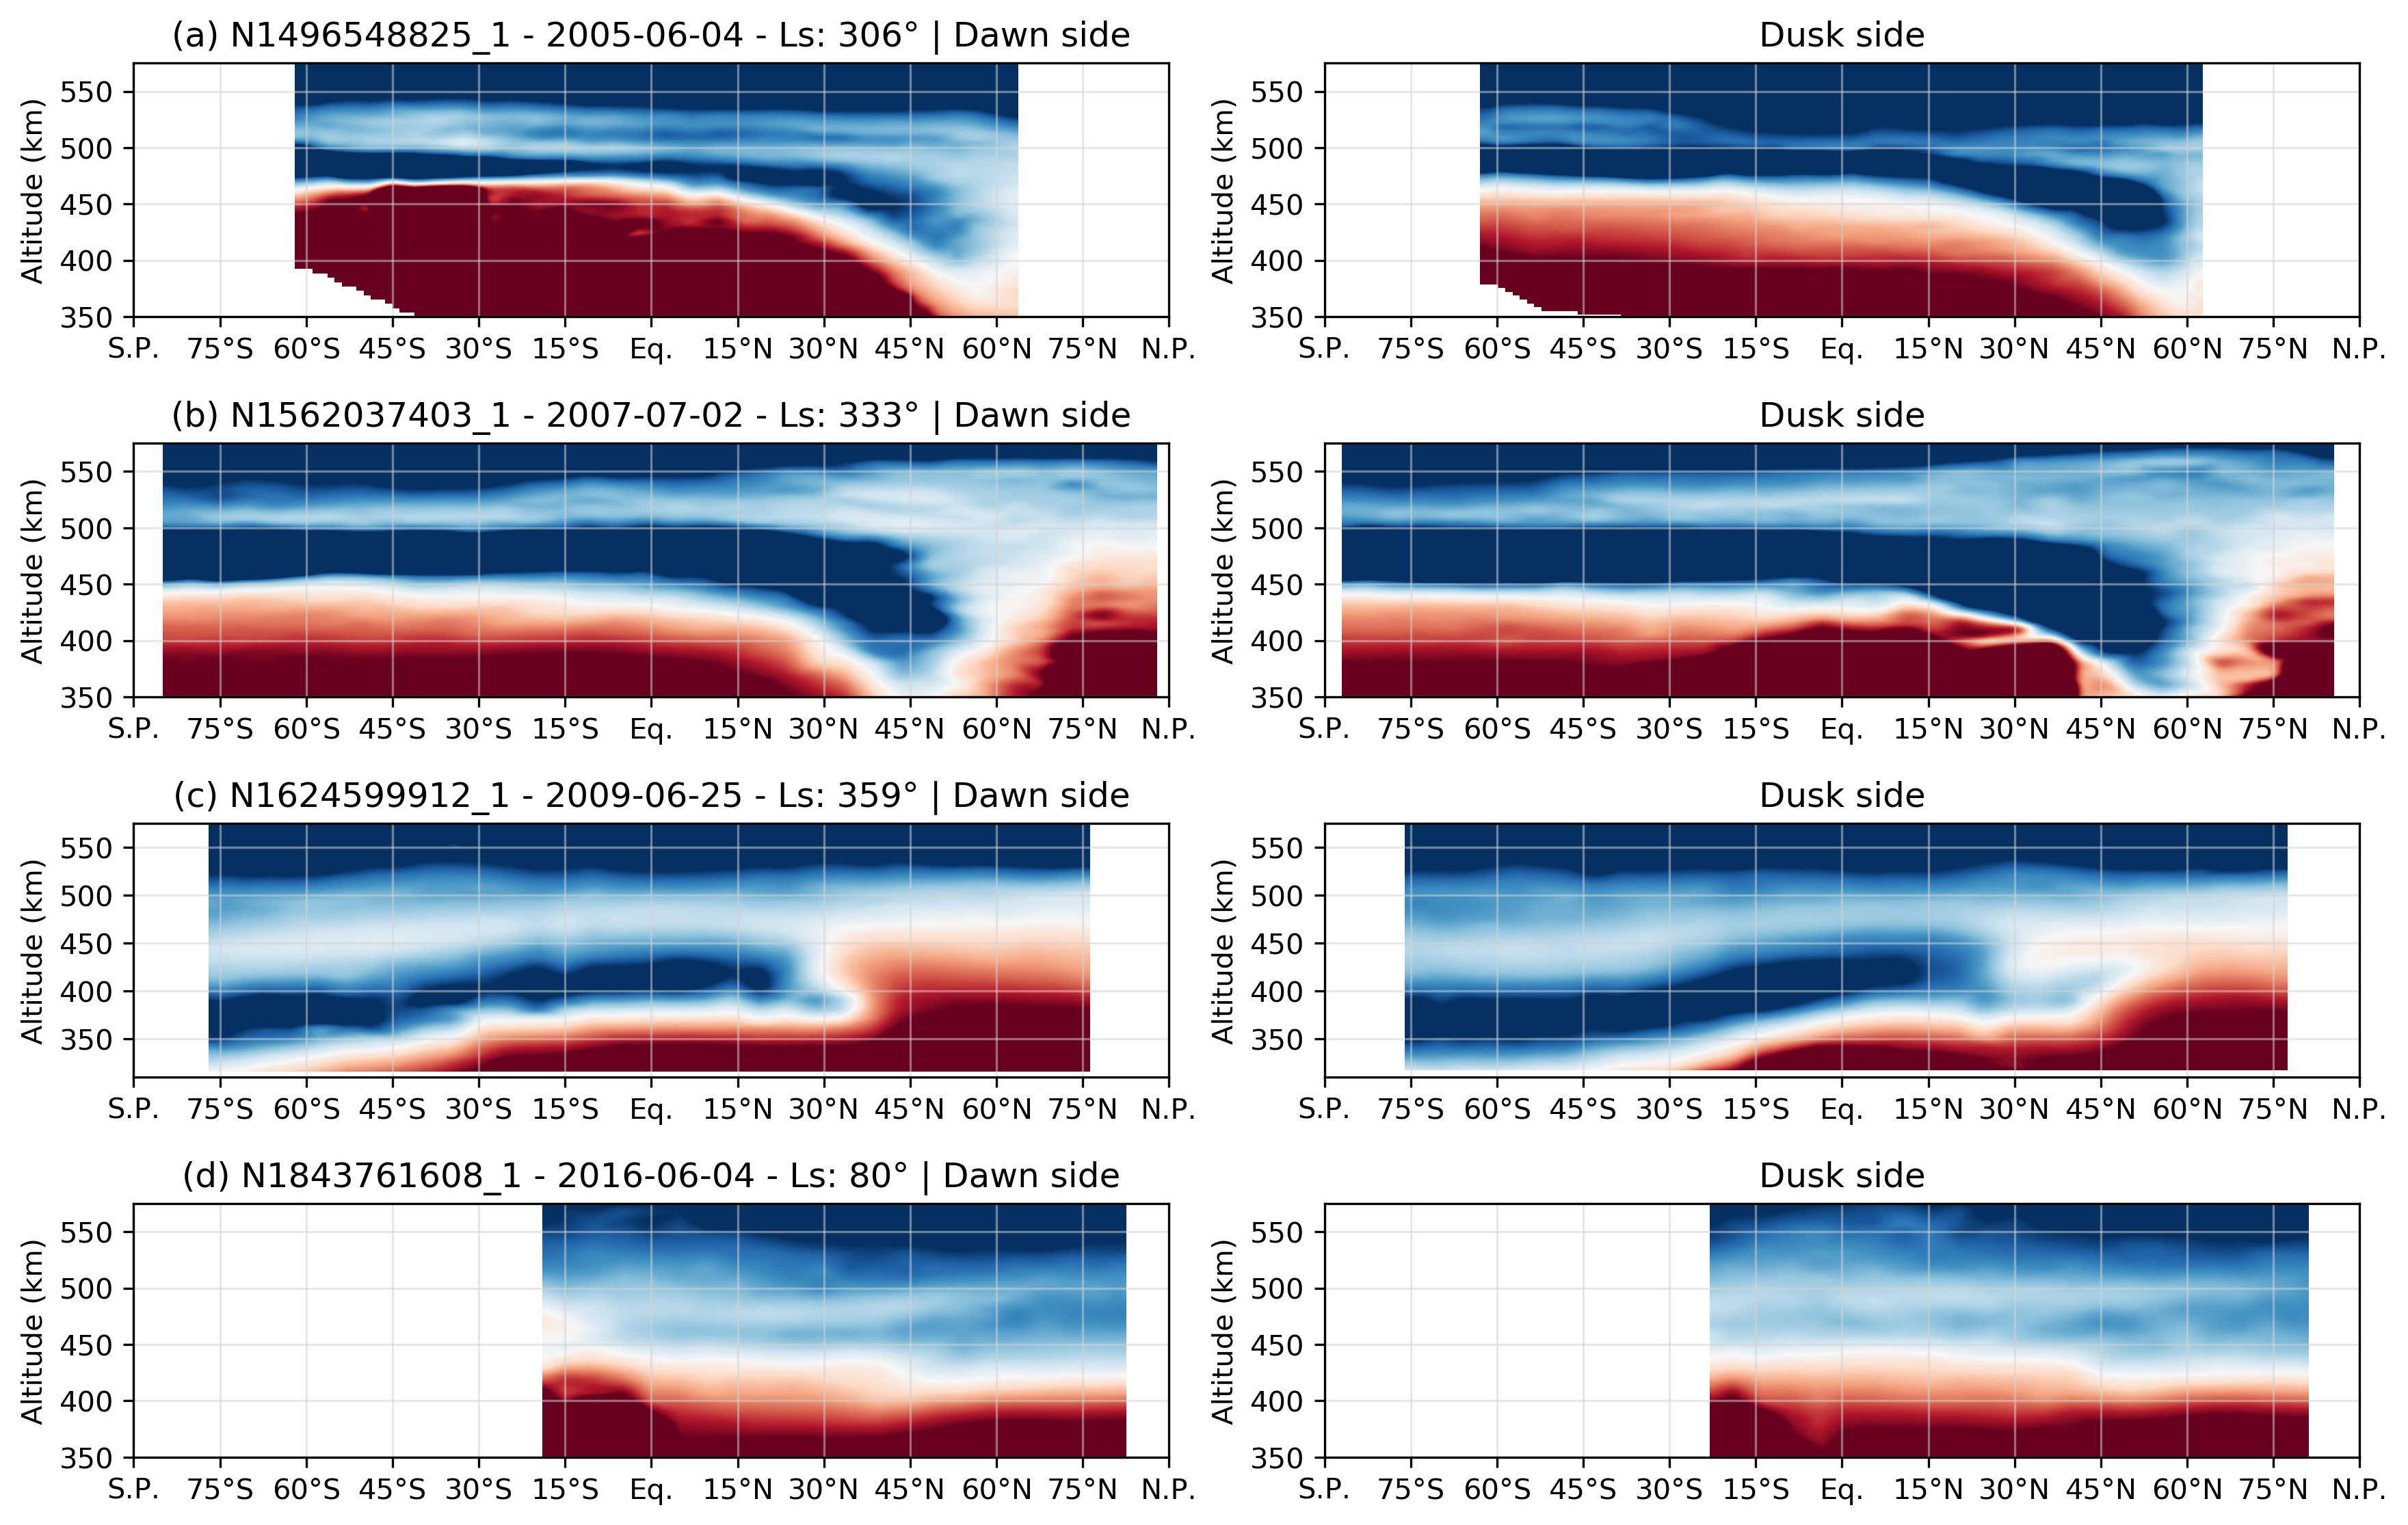 (a) N1496548825_1 - 2005-06-04 - Ls: 306° | Dawn side
Dusk side
Altitude (km)
550
500
450
400
350
S.P. 75°S 60°S 45°S 30°S 15°S Eq. 15°N 30°N 45°N 60°N 75°N N.P.
Altitude (km)
550
500
450
400
350
S.P. 75°S 60°S 45°S 30°S 15°S Eq. 15°N 30°N 45°N 60°N 75°N N.P.
(b) N1562037403_1 - 2007-07-02 - Ls: 333° | Dawn side
Dusk side
Altitude (km)
550
500
450
400
350
S.P. 75°S 60°S 45°S 30°S 15°S Eq. 15°N 30°N 45°N 60°N 75°N N.P.
Altitude (km)
550
500
450
400
350
S.P. 75°S 60°S 45°S 30°S 15°S Eq. 15°N 30°N 45°N 60°N 75°N N.P.
(c) N1624599912_1 - 2009-06-25 - Ls: 359° | Dawn side
Dusk side
Altitude (km)
550
500
450
400
350
S.P. 75°S 60°S 45°S 30°S 15°S Eq. 15°N 30°N 45°N 60°N 75°N N.P.
Altitude (km)
550
500
450
400
350
S.P. 75°S 60°S 45°S 30°S 15°S Eq. 15°N 30°N 45°N 60°N 75°N N.P.
(d) N1843761608_1 - 2016-06-04 - Ls: 80° | Dawn side
Dusk side
Altitude (km)
550
500
450
400
350
S.P. 75°S 60°S 45°S 30°S 15°S Eq. 15°N 30°N 45°N 60°N 75°N N.P.
Altitude (km)
550
500
450
400
350
S.P. 75°S 60°S 45°S 30°S 15°S Eq. 15°N 30°N 45°N 60°N 75°N N.P.